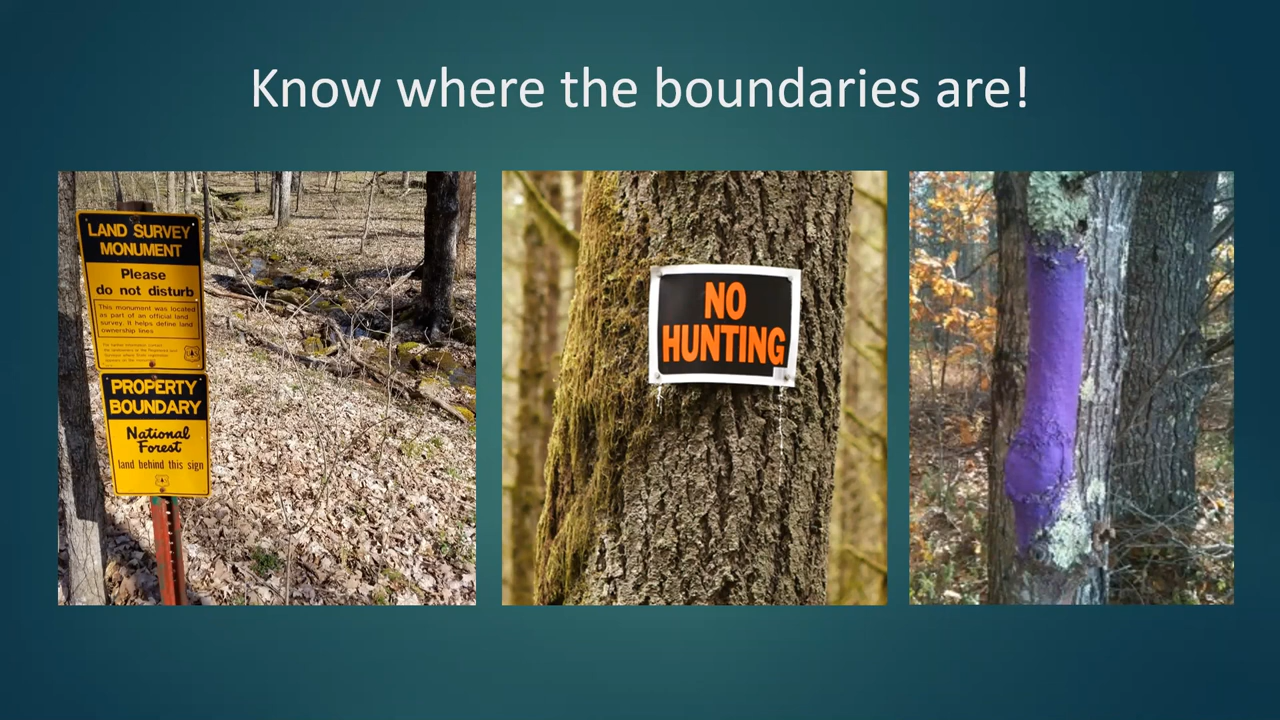 Know where the boundaries are!
LAND SURVEY
MONUMENT
Please
do not disturb
This monument was located
as part of an official land
survey. It helps define land
ownership lines
PROPERTY
BOUNDARY
National
Forest
land behind this sign
NO
HUNTING